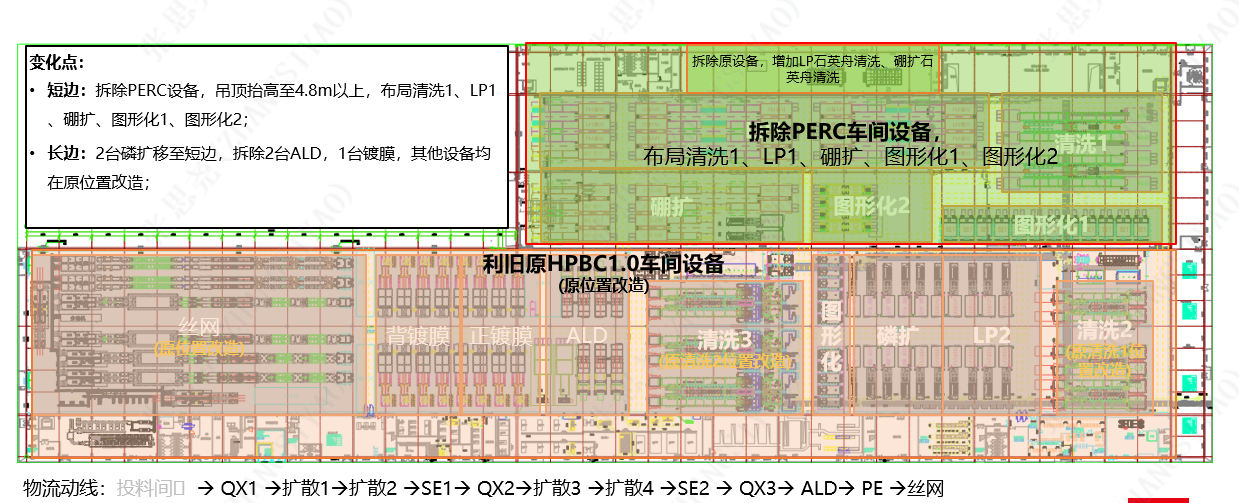 变化点：
• 短边：拆除PERC设备，吊顶抬高至4.8m以上，布局清洗1、LP1
、硼扩、图形化1、图形化2；
• 长边：2台磷扩移至短边，拆除2台ALD，1台镀膜，其他设备均
在原位置改造；
拆除原设备，增加LP石英舟清洗、硼扩石
英舟清洗
拆除PERC车间设备，
布局清洗1、LP1、硼扩、图形化1、图形化2
清洗1
硼扩
图形化2
图形化1
利旧原HPBC1.0车间设备
(原位置改造)
丝网
(原位置改造)
背镀膜
正镀膜
ALD
清洗3
(原清洗2位置改造)
图
形
化
磷扩
LP2
清洗2
(原清洗1位
置改造)
物流动线：投料间 → QX1 →扩散1→扩散2 →SE1→ QX2→扩散3 →扩散4 →SE2 → QX3→ ALD→ PE →丝网